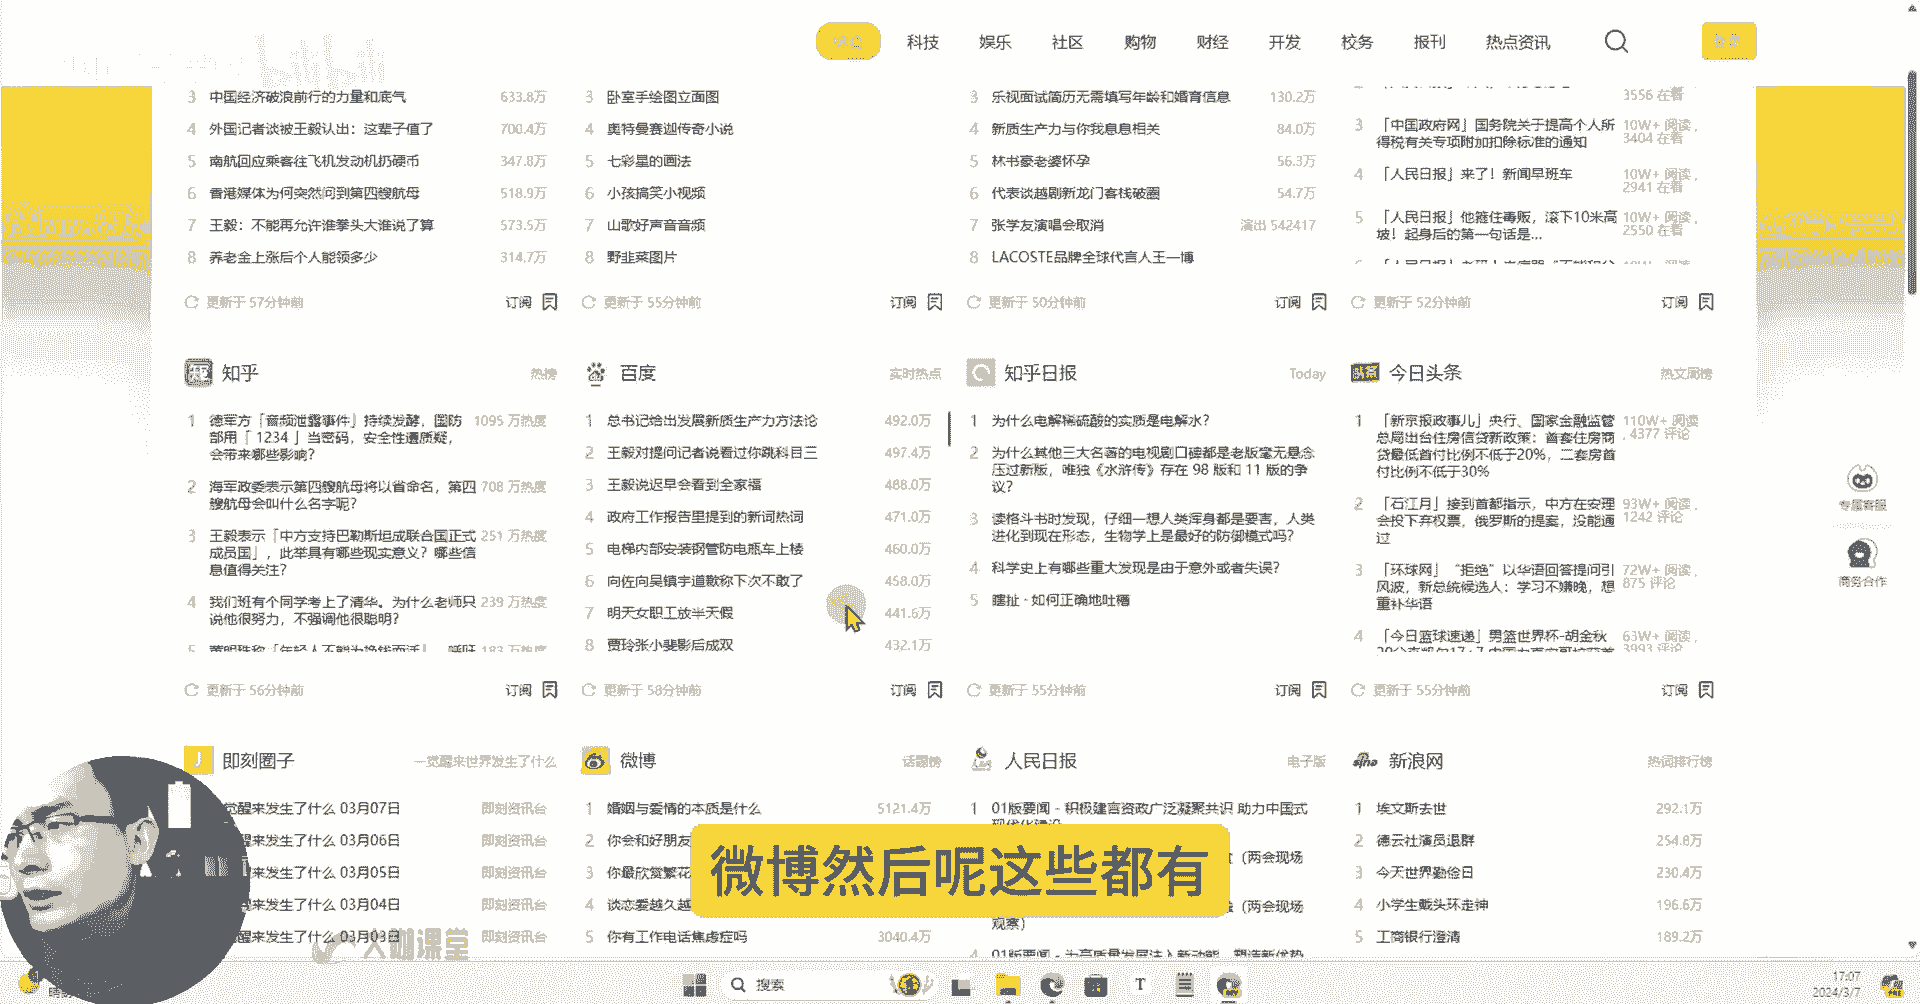 科技 娱乐 社区 购物 财经 开发 校务 报刊 热点资讯
3 中国经济破浪前行的力量和底气 633.8万
4 外国记者谈被王毅认出：这辈子值了 700.4万
5 南航回应乘客往飞机发动机扔硬币 347.8万
6 香港媒体为何突然问到第四艘航母 518.9万
7 王毅：不能再允许谁拳头大谁说了算 573.5万
8 养老金上涨后个人能领多少 314.7万
更新于 57分钟前 订阅
3 卧室手绘图立面图
4 奥特曼赛迦传奇小说
5 七彩星的画法
6 小孩搞笑小视频
7 山歌好声音音频
8 野韭菜图片
更新于 55分钟前 订阅
3 乐视面试简历无需填写年龄和婚育信息 130.2万
4 新质生产力与你我息息相关 84.0万
5 林书豪老婆怀孕 56.3万
6 代表谈越剧新龙门客栈破圈 54.7万
7 张学友演唱会取消 演出 542417
8 LACOSTE品牌全球代言人王一博
更新于 50分钟前 订阅
3556 在看
3 「中国政府网」国务院关于提高个人所 10W+ 阅读，
得税有关专项附加扣除标准的通知 3404 在看
4 「人民日报」来了！新闻早班车 10W+ 阅读，
2941 在看
5 「人民日报」他箍住毒贩，滚下10米高 10W+ 阅读，
坡！起身后的第一句话是... 2550 在看
更新于 52分钟前 订阅
知乎 热榜
1 德军方「音频泄露事件」持续发酵，国防 1095 万热度
部用「 1234 」当密码，安全性遭质疑，
会带来哪些影响？
2 海军政委表示第四艘航母将以省命名，第四 708 万热度
艘航母会叫什么名字呢？
3 王毅表示「中方支持巴勒斯坦成联合国正式 251 万热度
成员国」，此举具有哪些现实意义？哪些信
息值得关注？
4 我们班有个同学考上了清华。为什么老师只 239 万热度
说他很努力，不强调他很聪明？
更新于 56分钟前 订阅
百度 实时热点
1 总书记给出发展新质生产力方法论 492.0万
2 王毅对提问记者说看过你跳科目三 497.4万
3 王毅说迟早会看到全家福 488.0万
4 政府工作报告里提到的新词热词 471.0万
5 电梯内部安装钢管防电瓶车上楼 460.0万
6 向佐向吴镇宇道歉称下次不敢了 458.0万
7 明天女职工放半天假 441.6万
8 贾玲张小斐影后成双 432.1万
更新于 58分钟前 订阅
知乎日报 Today
1 为什么电解稀硫酸的实质是电解水？
2 为什么其他三大名著的电视剧口碑都是老版毫无悬念
压过新版，唯独《水浒传》存在 98 版和 11 版的争
议？
3 读格斗书时发现，仔细一想人类浑身都是要害，人类
进化到现在形态，生物学上是最好的防御模式吗？
4 科学史上有哪些重大发现是由于意外或者失误？
5 瞎扯 · 如何正确地吐槽
更新于 55分钟前 订阅
今日头条 热文周榜
1 「新京报政事儿」央行、国家金融监管 110W+ 阅读
总局出台住房信贷新政策：首套住房商 ，4377 评论
贷最低首付比例不低于20%，二套房首
付比例不低于30%
2 「石江月」接到首都指示，中方在安理 93W+ 阅读，
会投下弃权票，俄罗斯的提案，没能通 1242 评论
过
3 「环球网」“拒绝”以华语回答提问引 72W+ 阅读，
风波，新总统候选人：学习不嫌晚，想 875 评论
重补华语
4 「今日篮球速递」男篮世界杯-胡金秋 63W+ 阅读，
3993 评论
更新于 55分钟前 订阅
专属客服
商务合作
即刻圈子 一觉醒来世界发生了什么
觉醒来发生了什么 03月07日 即刻资讯台
醒来发生了什么 03月06日 即刻资讯台
醒来发生了什么 03月05日 即刻资讯台
来发生了什么 03月04日 即刻资讯台
醒来发生了什么 03月03日 即刻资讯台
微博 话题榜
1 婚姻与爱情的本质是什么 5121.4万
2 你会和好朋友
3 你最欣赏繁花
4 谈恋爱越久越
5 你有工作电话焦虑症吗 3040.4万
人民日报 电子版
1 01版要闻 - 积极建言资政广泛凝聚共识 助力中国式
（两会现场
（两会现场
观察）
4 01版要闻 - 为高质量发展注入新动能、塑造新优势
新浪网 热词排行榜
1 埃文斯去世 292.1万
2 德云社演员退群 254.8万
3 今天世界勤俭日 230.4万
4 小学生戴头环走神 196.6万
5 工商银行澄清 189.2万
微博然后呢这些都有
课堂
搜索
17:07
2024/3/7